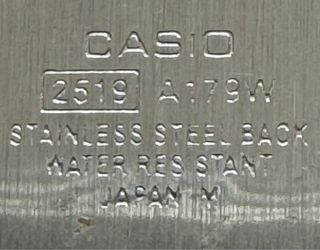 CASIO
2519 A179W
STAINLESS STEEL BACK
WATER RESISTANT
JAPAN M